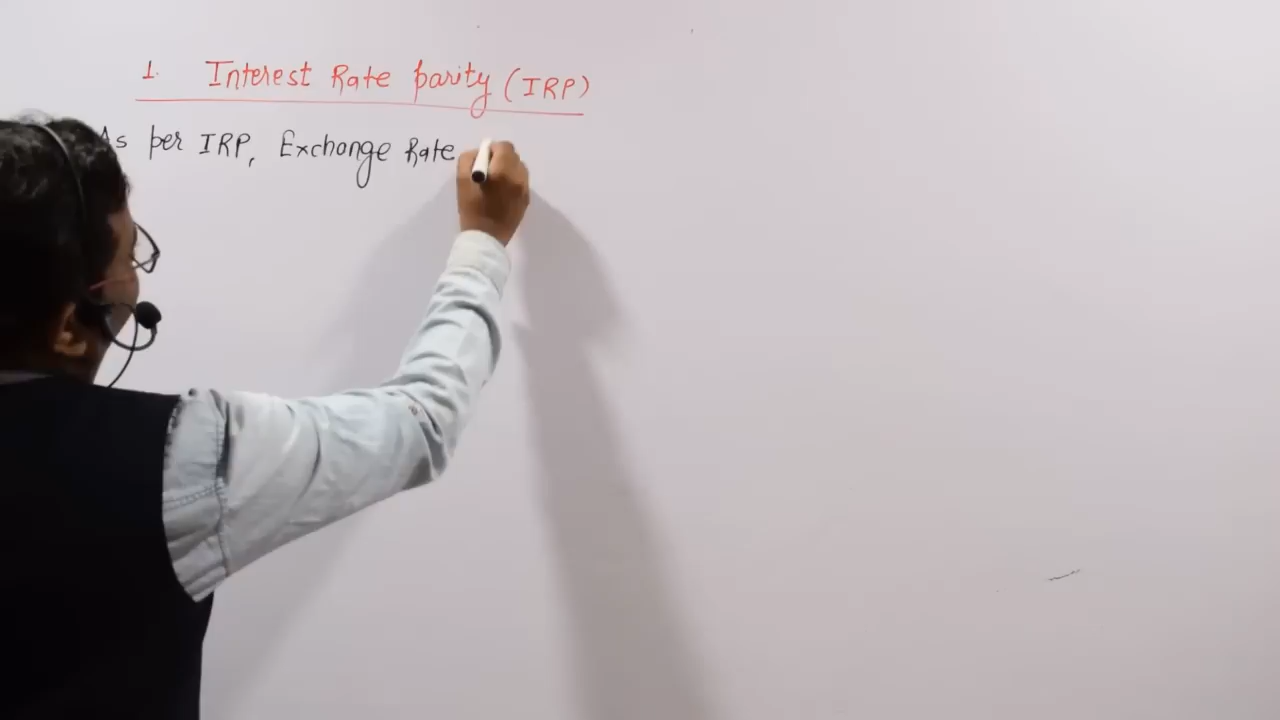 1. Interest Rate parity (IRP)
As per IRP, Exchange Rate